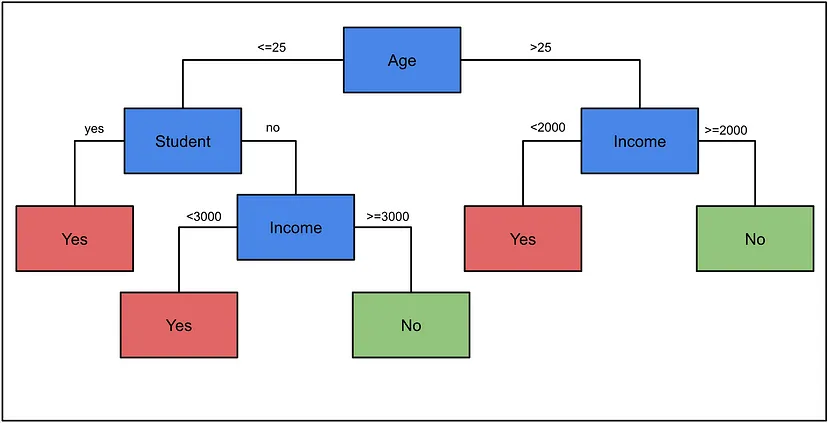 <=25
>25
Age
yes
Student
no
<2000
Income
>=2000
Yes
<3000
Income
>=3000
Yes
No
Yes
No